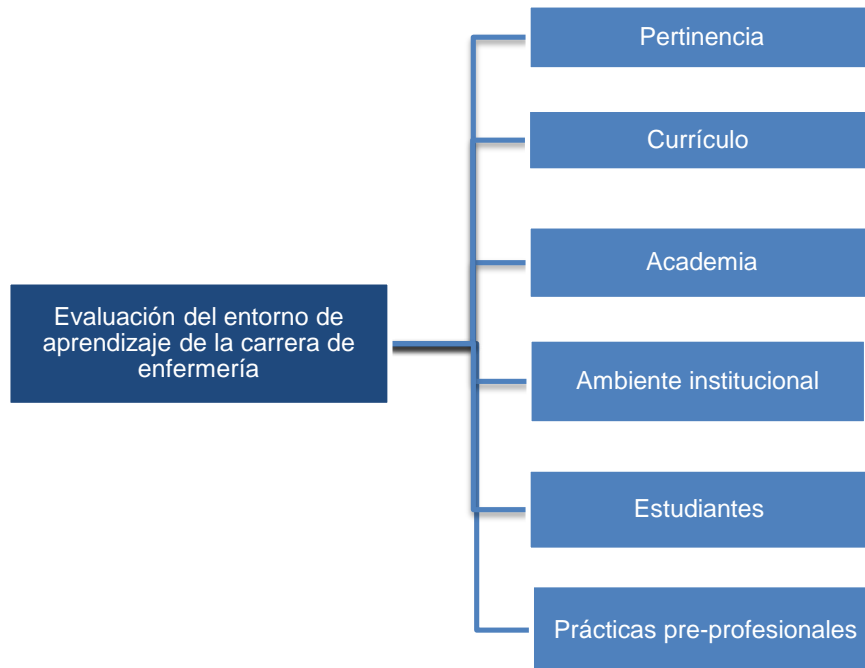 Pertinencia
Currículo
Academia
Evaluación del entorno de
aprendizaje de la carrera de
enfermería
Ambiente institucional
Estudiantes
Prácticas pre-profesionales